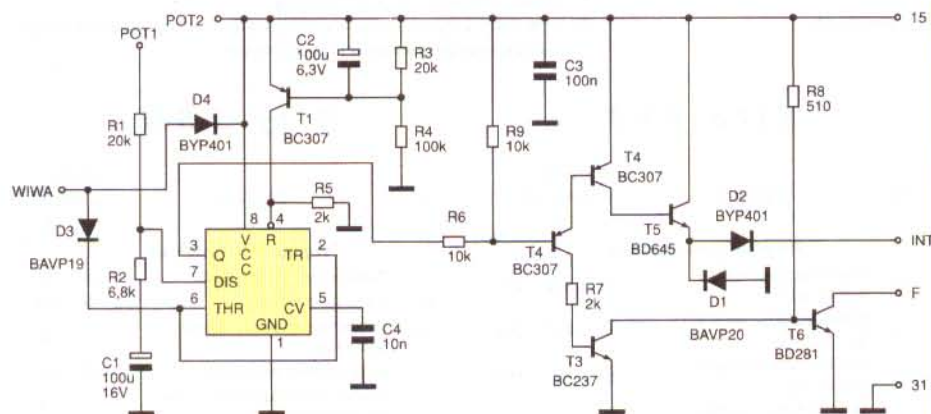 POT2
15
POT1
C2
100u
6,3V
R3
20k
C3
100n
R8
510
D4
BYP401
T1
BC307
R1
20k
R4
100k
R9
10k
T4
BC307
WIWA
R5
2k
D2
BYP401
R6
10k
T4
BC307
T5
BD645
INT
D3
BAVP19
8
4
V
C
C
R
3
Q
TR
2
7
DIS
6
THR
CV
5
GND
1
R2
6,8k
R7
2k
D1
F
C4
10n
BAVP20
T6
BD281
C1
100u
16V
T3
BC237
31